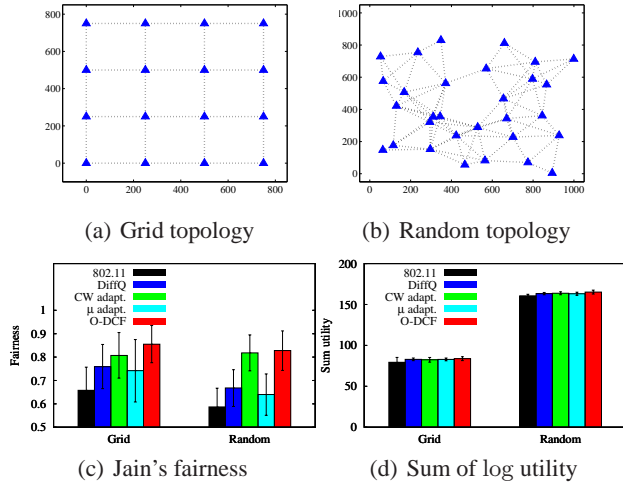 800
600
400
200
0
0 200 400 600 800
(a) Grid topology
1000
800
600
400
200
0
0 200 400 600 800 1000
(b) Random topology
802.11
DiffQ
CW adapt.
μ adapt.
O-DCF
Fairness
1
0.9
0.8
0.7
0.6
0.5
Grid Random
(c) Jain's fairness
802.11
DiffQ
CW adapt.
μ adapt.
O-DCF
Sum utility
200
150
100
50
0
Grid Random
(d) Sum of log utility